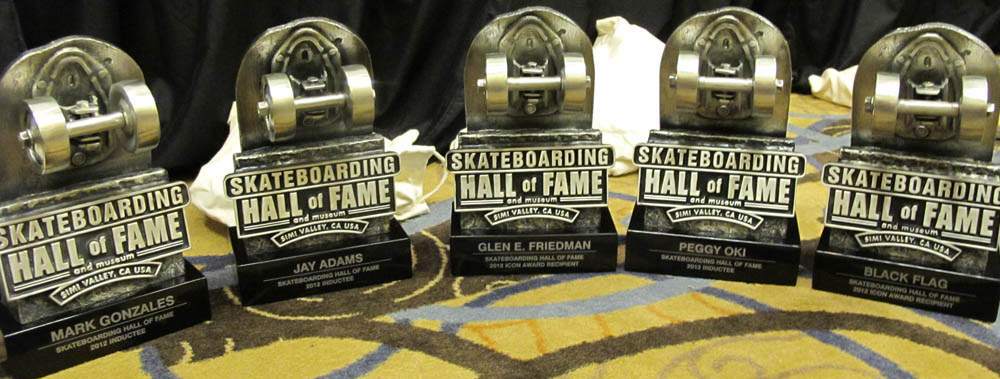 SKATEBOARDING
HALL of FAME
and museum
SIMI VALLEY, CA USA
MARK GONZALES
SKATEBOARDING HALL OF FAME
2012 INDUCTEE
SKATEBOARDING
HALL of FAME
and museum
SIMI VALLEY, CA USA
JAY ADAMS
SKATEBOARDING HALL OF FAME
2012 INDUCTEE
SKATEBOARDING
HALL of FAME
and museum
SIMI VALLEY, CA USA
GLEN E. FRIEDMAN
SKATEBOARDING HALL OF FAME
2012 ICON AWARD RECIPIENT
SKATEBOARDING
HALL of FAME
and museum
SIMI VALLEY, CA USA
PEGGY OKI
SKATEBOARDING HALL OF FAME
2012 INDUCTEE
SKATEBOARDING
HALL of FAME
and museum
SIMI VALLEY, CA USA
BLACK FLAG
SKATEBOARDING HALL OF FAME
2012 ICON AWARD RECIPIENT